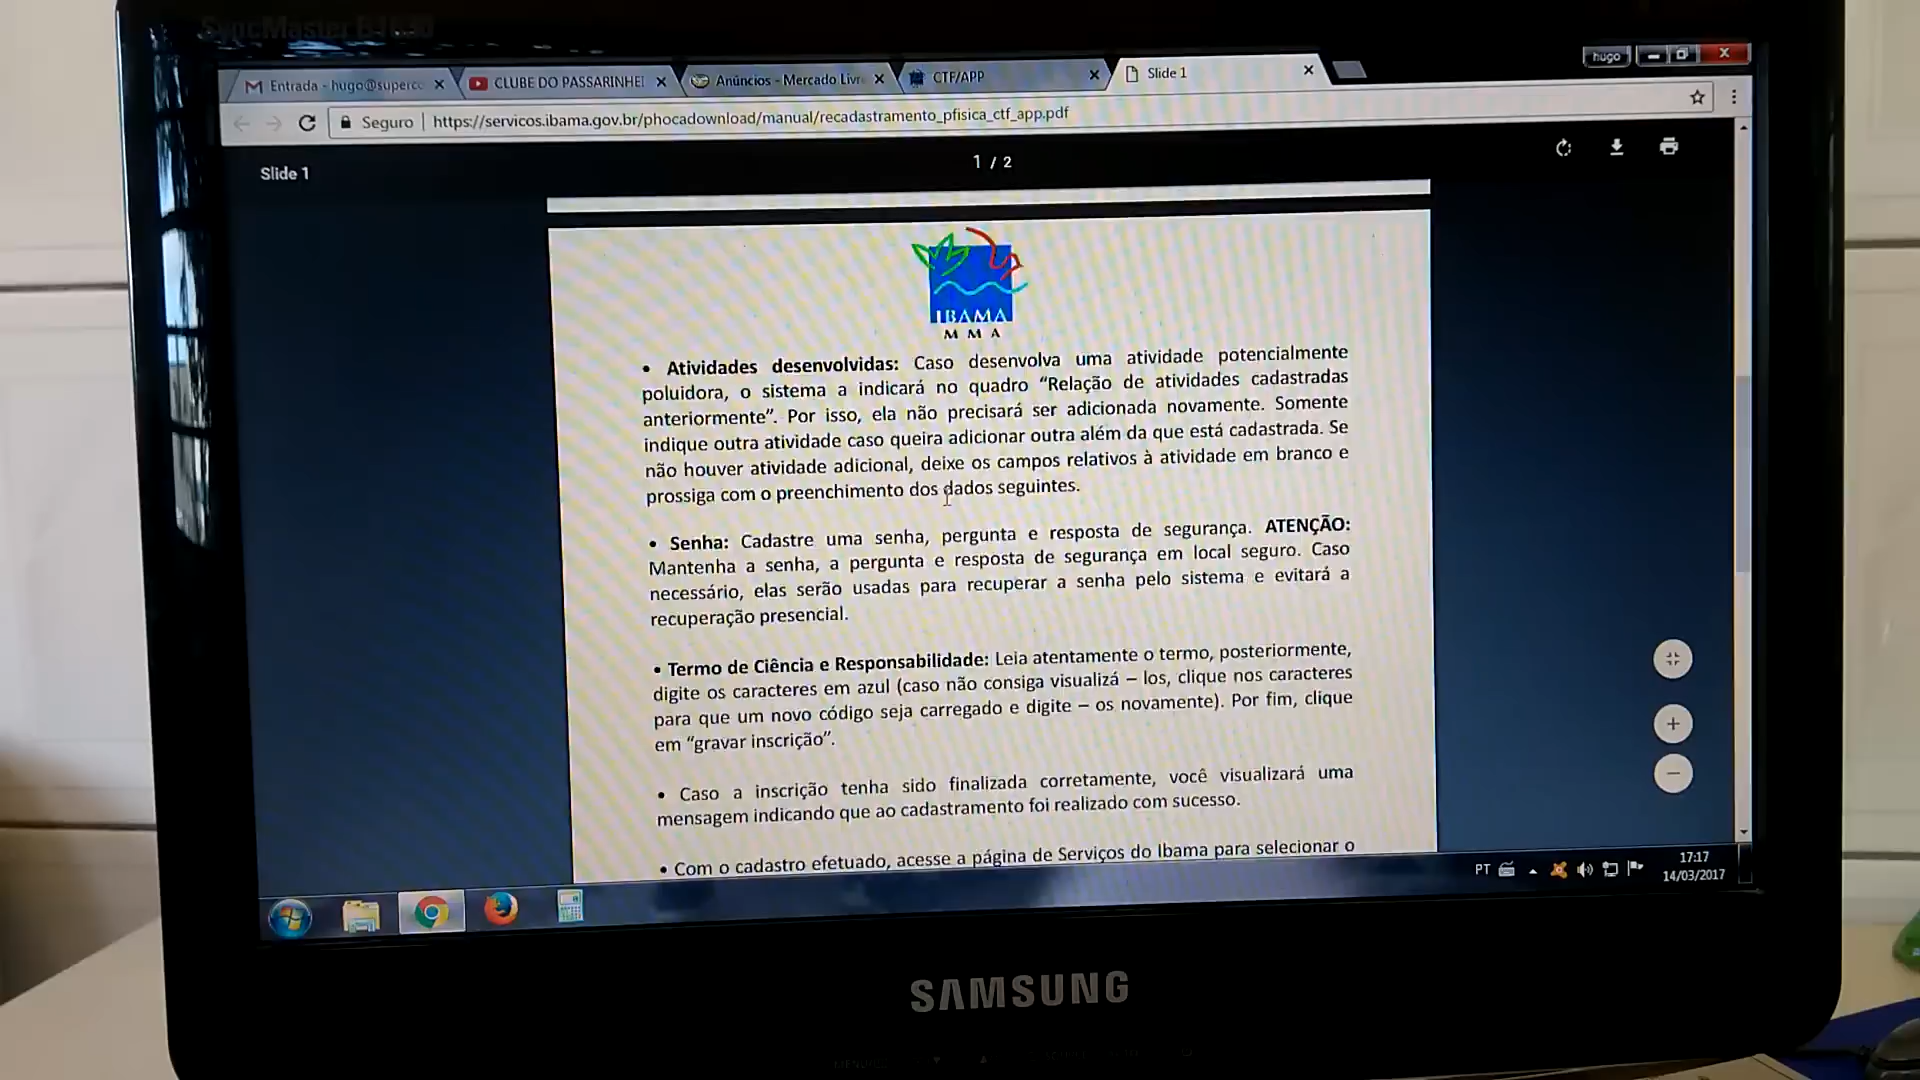 SyncMaster B1630
hugo
Entrada - hugo@superco
CLUBE DO PASSARINHEI
Anúncios - Mercado Livr
CTF/APP
Slide 1
Seguro
https://servicos.ibama.gov.br/phocadownload/manual/recadastramento_pfisica_ctf_app.pdf
Slide 1
1 / 2
IBAMA
M M A
• Atividades desenvolvidas: Caso desenvolva uma atividade potencialmente
poluidora, o sistema a indicará no quadro “Relação de atividades cadastradas
anteriormente”. Por isso, ela não precisará ser adicionada novamente. Somente
indique outra atividade caso queira adicionar outra além da que está cadastrada. Se
não houver atividade adicional, deixe os campos relativos à atividade em branco e
prossiga com o preenchimento dos dados seguintes.
• Senha: Cadastre uma senha, pergunta e resposta de segurança. ATENÇÃO:
Mantenha a senha, a pergunta e resposta de segurança em local seguro. Caso
necessário, elas serão usadas para recuperar a senha pelo sistema e evitará a
recuperação presencial.
• Termo de Ciência e Responsabilidade: Leia atentamente o termo, posteriormente,
digite os caracteres em azul (caso não consiga visualizá – los, clique nos caracteres
para que um novo código seja carregado e digite – os novamente). Por fim, clique
em “gravar inscrição”.
• Caso a inscrição tenha sido finalizada corretamente, você visualizará uma
mensagem indicando que ao cadastramento foi realizado com sucesso.
• Com o cadastro efetuado, acesse a página de Serviços do Ibama para selecionar o
PT
17:17
14/03/2017
SAMSUNG